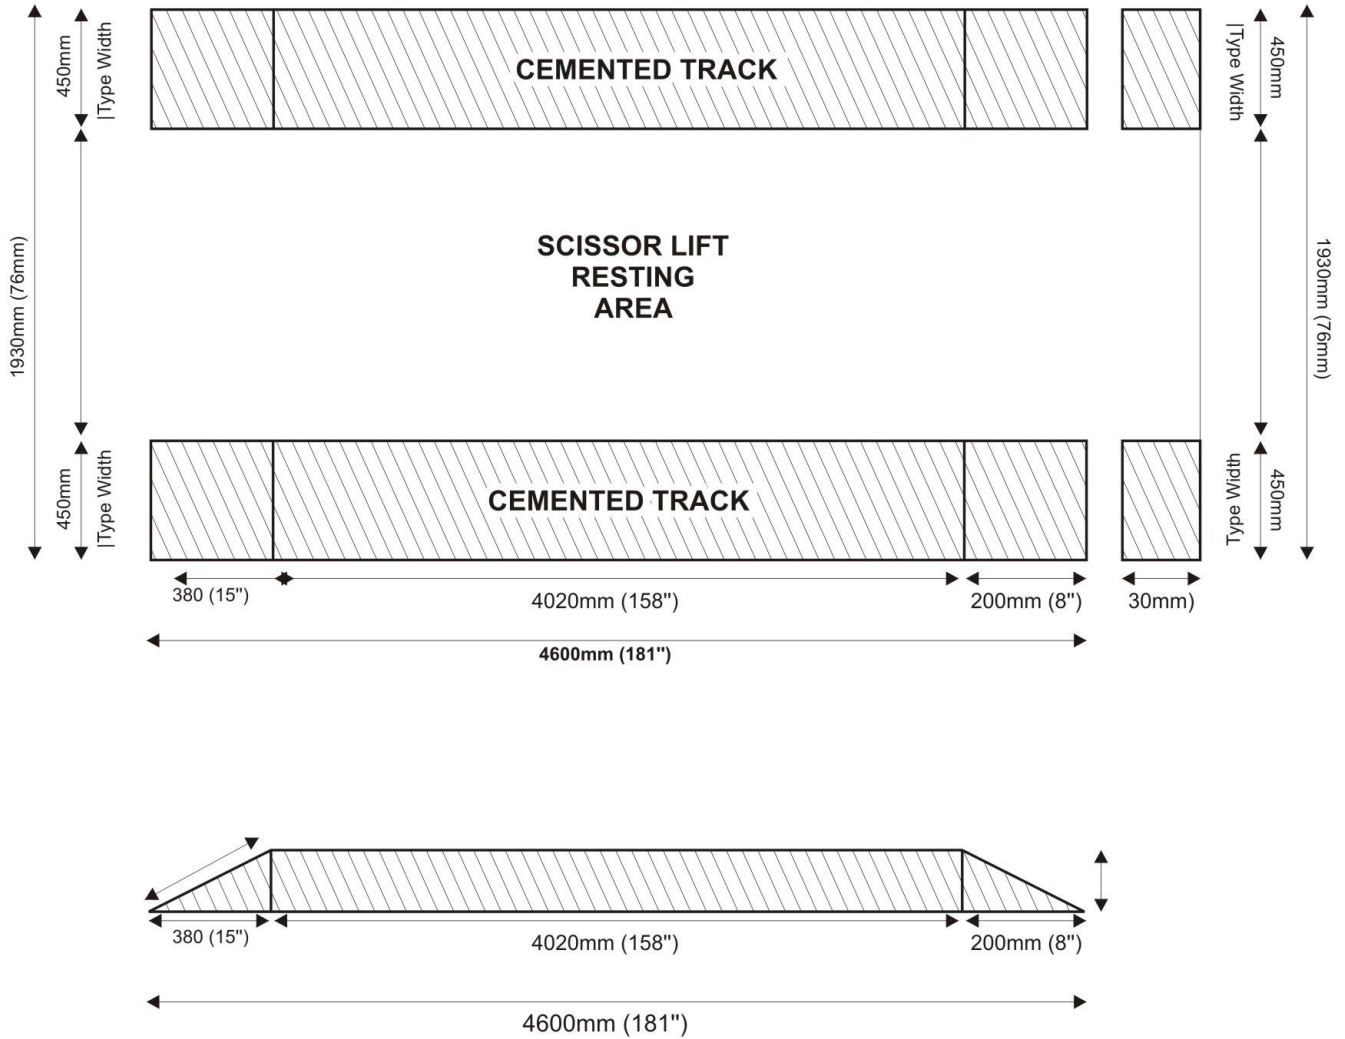 450mm
|Type Width
CEMENTED TRACK
|Type Width
450mm
1930mm (76mm)
SCISSOR LIFT
RESTING
AREA
1930mm (76mm)
450mm
|Type Width
CEMENTED TRACK
Type Width
450mm
380 (15")
4020mm (158")
200mm (8")
30mm)
4600mm (181")
380 (15")
4020mm (158")
200mm (8")
4600mm (181")